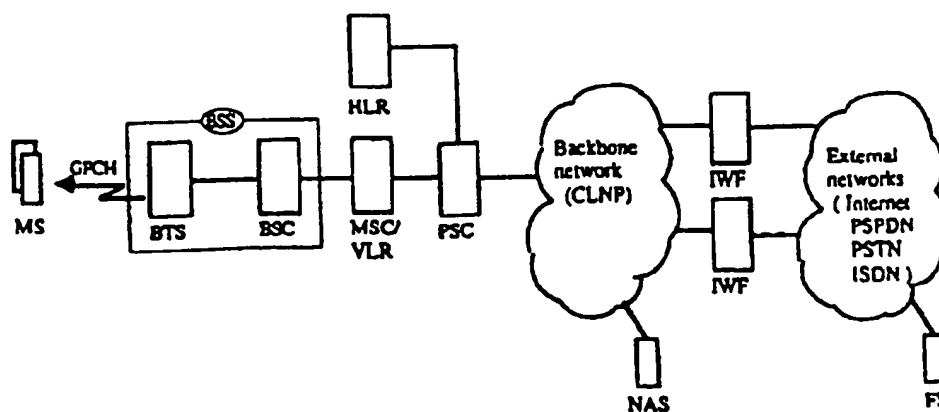 MS
GPCH
BSS
BTS
BSC
HLR
MSC/
VLR
PSC
Backbone
network
(CLNP)
IWF
IWF
NAS
External
networks
( Internet
PSPDN
PSTN
ISDN )